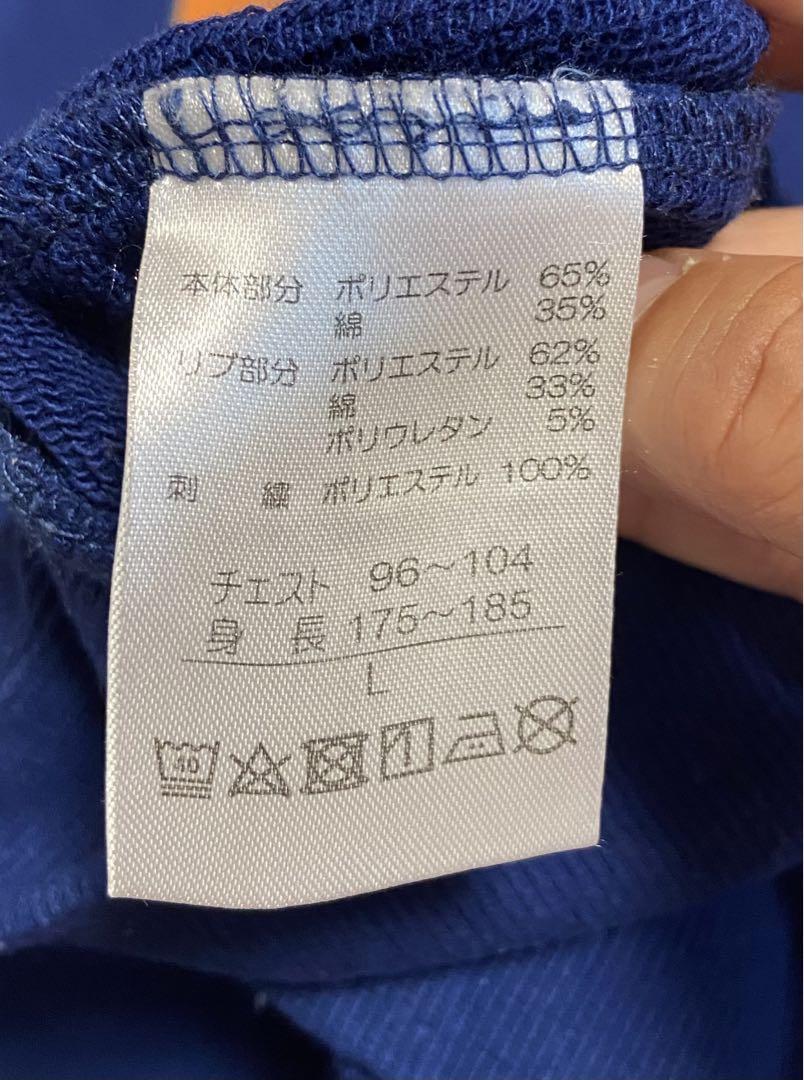 本体部分 ポリエステル 65%
綿 35%
リブ部分 ポリエステル 62%
綿 33%
ポリウレタン 5%
刺 繍 ポリエステル 100%
チェスト 96～104
身 長 175～185
L
40